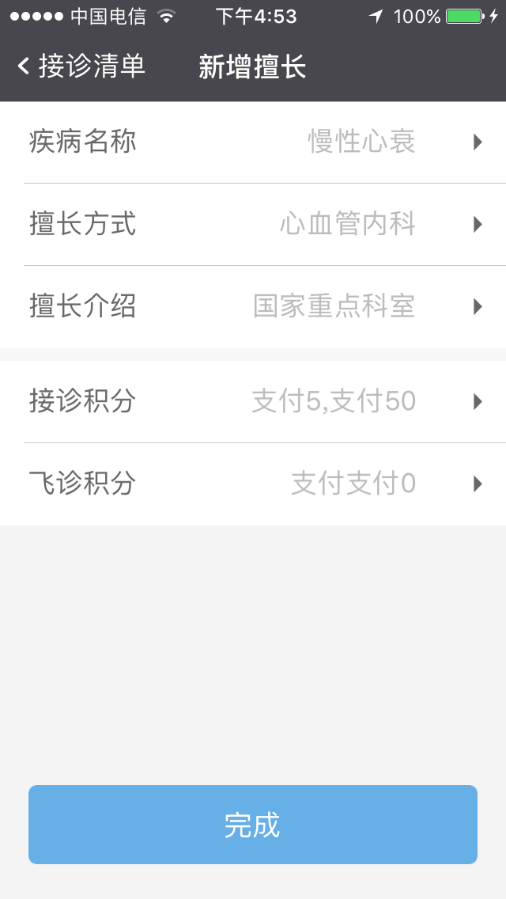 中国电信 下午4:53 100%
接诊清单 新增擅长
疾病名称 慢性心衰
擅长方式 心血管内科
擅长介绍 国家重点科室
接诊积分 支付5,支付50
飞诊积分 支付支付0
完成